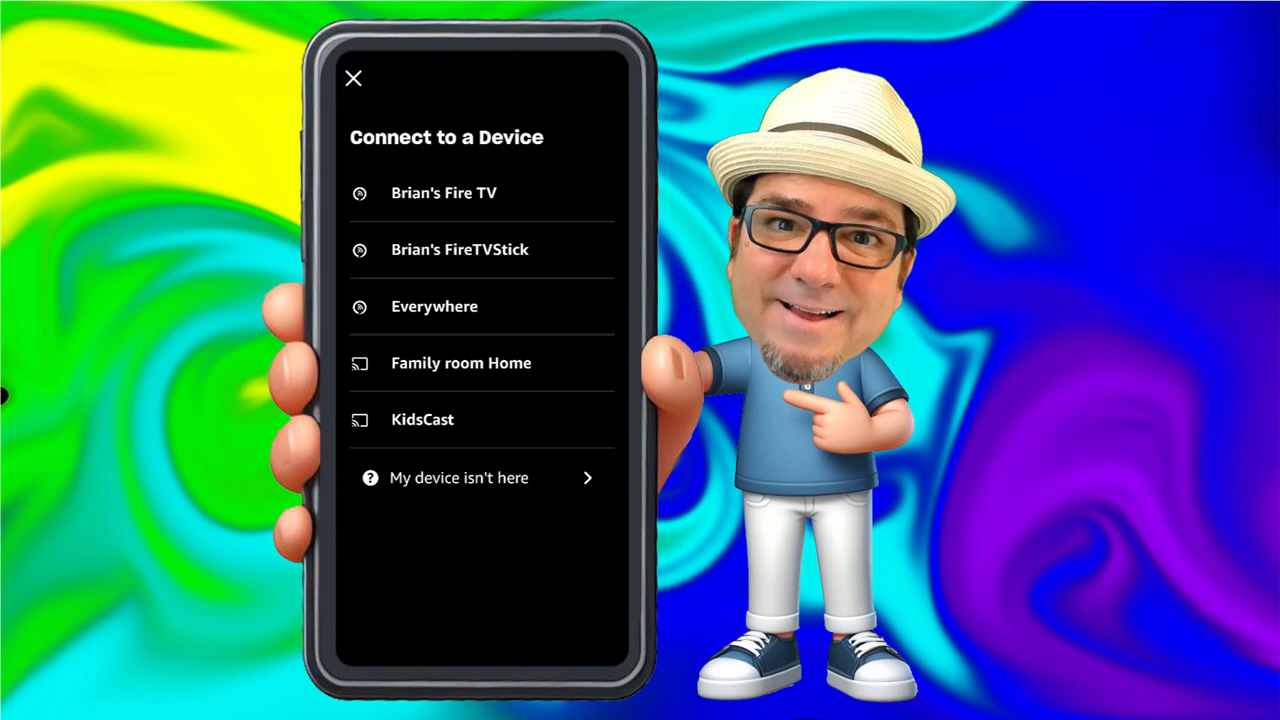 Connect to a Device
Brian's Fire TV
Brian's FireTVStick
Everywhere
Family room Home
KidsCast
? My device isn't here